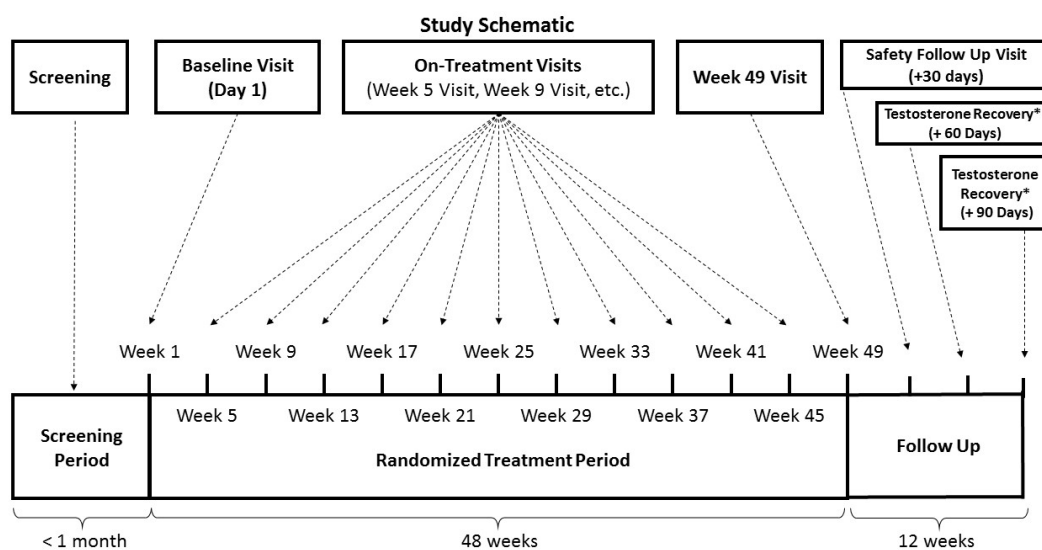 Study Schematic
Screening
Baseline Visit
(Day 1)
On-Treatment Visits
(Week 5 Visit, Week 9 Visit, etc.)
Week 49 Visit
Safety Follow Up Visit
(+30 days)
Testosterone Recovery*
(+ 60 Days)
Testosterone
Recovery*
(+ 90 Days)
Week 1
Week 9
Week 17
Week 25
Week 33
Week 41
Week 49
Week 5
Week 13
Week 21
Week 29
Week 37
Week 45
Screening
Period
Randomized Treatment Period
Follow Up
< 1 month
48 weeks
12 weeks